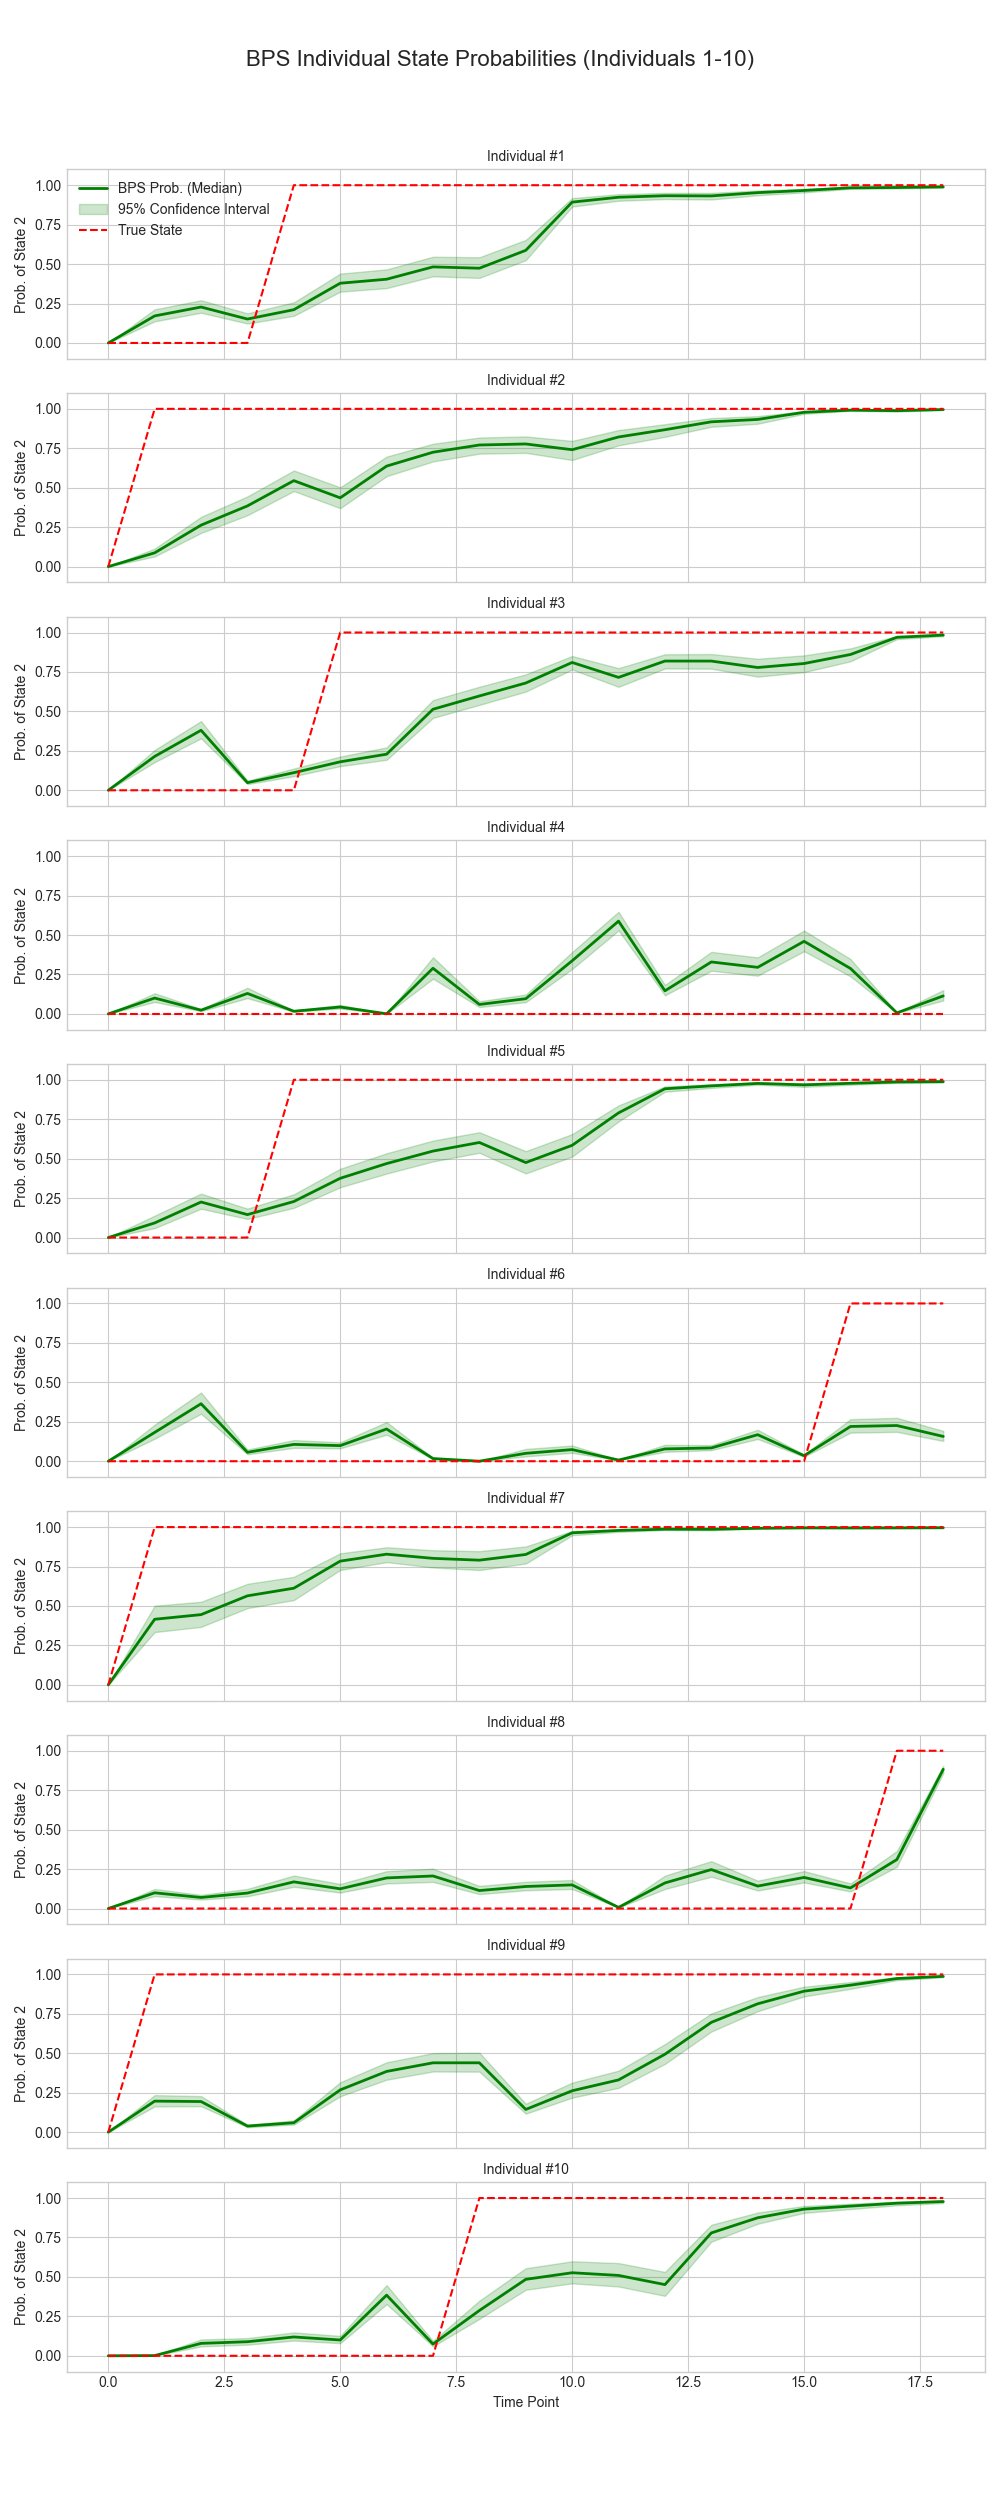 BPS Individual State Probabilities (Individuals 1-10)
Individual #1
BPS Prob. (Median)
95% Confidence Interval
True State
Prob. of State 2
1.00
0.75
0.50
0.25
0.00
Individual #2
Prob. of State 2
1.00
0.75
0.50
0.25
0.00
Individual #3
Prob. of State 2
1.00
0.75
0.50
0.25
0.00
Individual #4
Prob. of State 2
1.00
0.75
0.50
0.25
0.00
Individual #5
Prob. of State 2
1.00
0.75
0.50
0.25
0.00
Individual #6
Prob. of State 2
1.00
0.75
0.50
0.25
0.00
Individual #7
Prob. of State 2
1.00
0.75
0.50
0.25
0.00
Individual #8
Prob. of State 2
1.00
0.75
0.50
0.25
0.00
Individual #9
Prob. of State 2
1.00
0.75
0.50
0.25
0.00
Individual #10
Prob. of State 2
1.00
0.75
0.50
0.25
0.00
0.0 2.5 5.0 7.5 10.0 12.5 15.0 17.5
Time Point